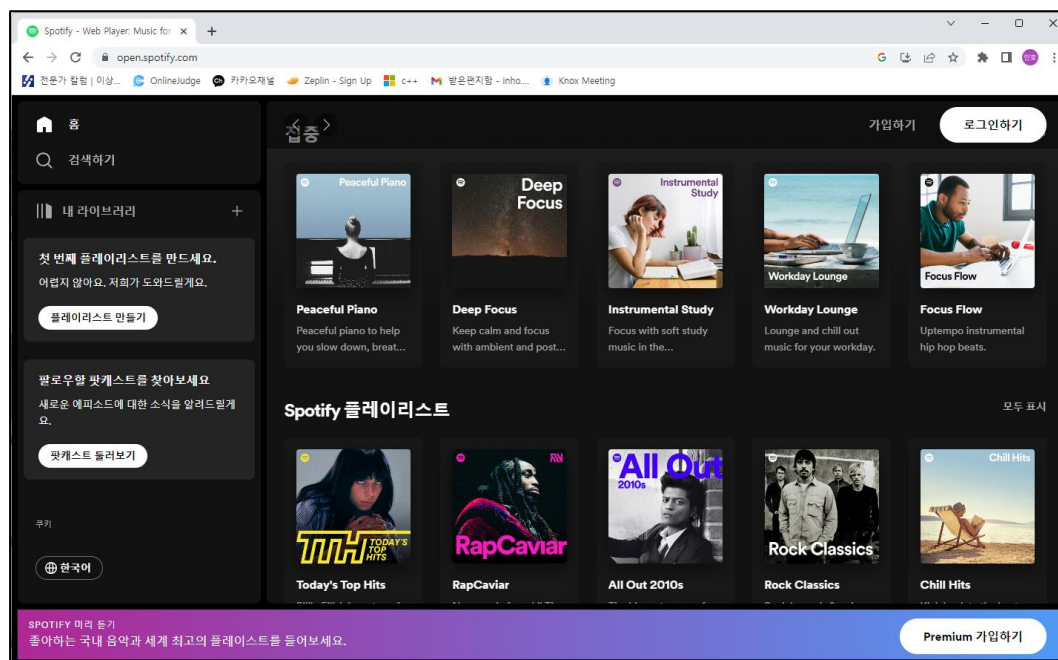 Spotify - Web Player: Music for
open.spotify.com
전문가 칼럼 | 이상...
OnlineJudge
카카오채널
Zeplin - Sign Up
c++
받은편지함 - inho...
Knox Meeting
홈
검색하기
내 라이브러리
첫 번째 플레이리스트를 만드세요.
어렵지 않아요. 저희가 도와드릴게요.
플레이리스트 만들기
팔로우할 팟캐스트를 찾아보세요
새로운 에피소드에 대한 소식을 알려드릴게
요.
팟캐스트 둘러보기
쿠키
한국어
집중
가입하기
로그인하기
Peaceful Piano
Deep
Focus
Instrumental
Study
Workday Lounge
Focus Flow
Peaceful Piano
Peaceful piano to help
you slow down, breat...
Deep Focus
Keep calm and focus
with ambient and post...
Instrumental Study
Focus with soft study
music in the...
Workday Lounge
Lounge and chill out
music for your workday.
Focus Flow
Uptempo instrumental
hip hop beats.
Spotify 플레이리스트
모두 표시
TTH TODAY'S
TOP
HITS
RapCaviar
All Out
2010s
Rock Classics
Chill Hits
Today's Top Hits
RapCaviar
All Out 2010s
Rock Classics
Chill Hits
SPOTIFY 미리 듣기
좋아하는 국내 음악과 세계 최고의 플레이스트를 들어보세요.
Premium 가입하기